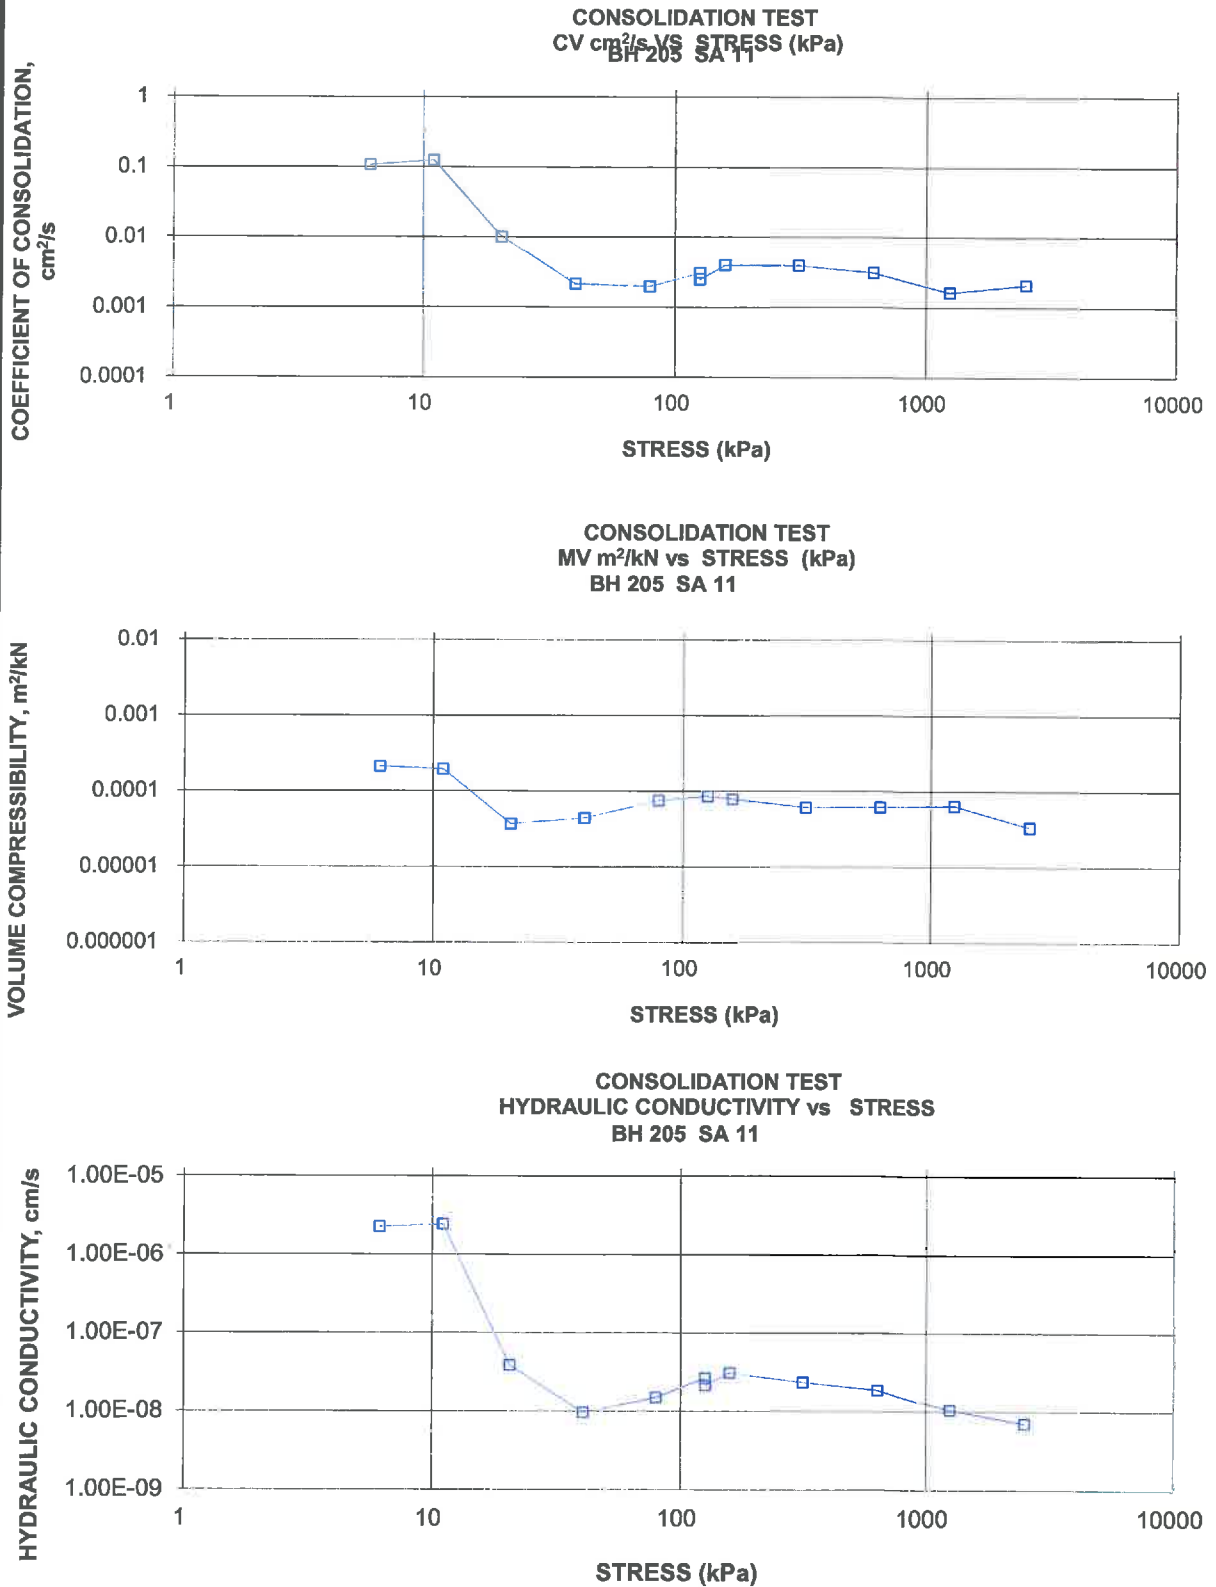 CONSOLIDATION TEST
CV cm²/s VS STRESS (kPa)
BH 205 SA 11
COEFFICIENT OF CONSOLIDATION,
cm²/s
1
0.1
0.01
0.001
0.0001
1 10 100 1000 10000
STRESS (kPa)
CONSOLIDATION TEST
MV m²/kN vs STRESS (kPa)
BH 205 SA 11
VOLUME COMPRESSIBILITY, m²/kN
0.01
0.001
0.0001
0.00001
0.000001
1 10 100 1000 10000
STRESS (kPa)
CONSOLIDATION TEST
HYDRAULIC CONDUCTIVITY vs STRESS
BH 205 SA 11
HYDRAULIC CONDUCTIVITY, cm/s
1.00E-05
1.00E-06
1.00E-07
1.00E-08
1.00E-09
1 10 100 1000 10000
STRESS (kPa)